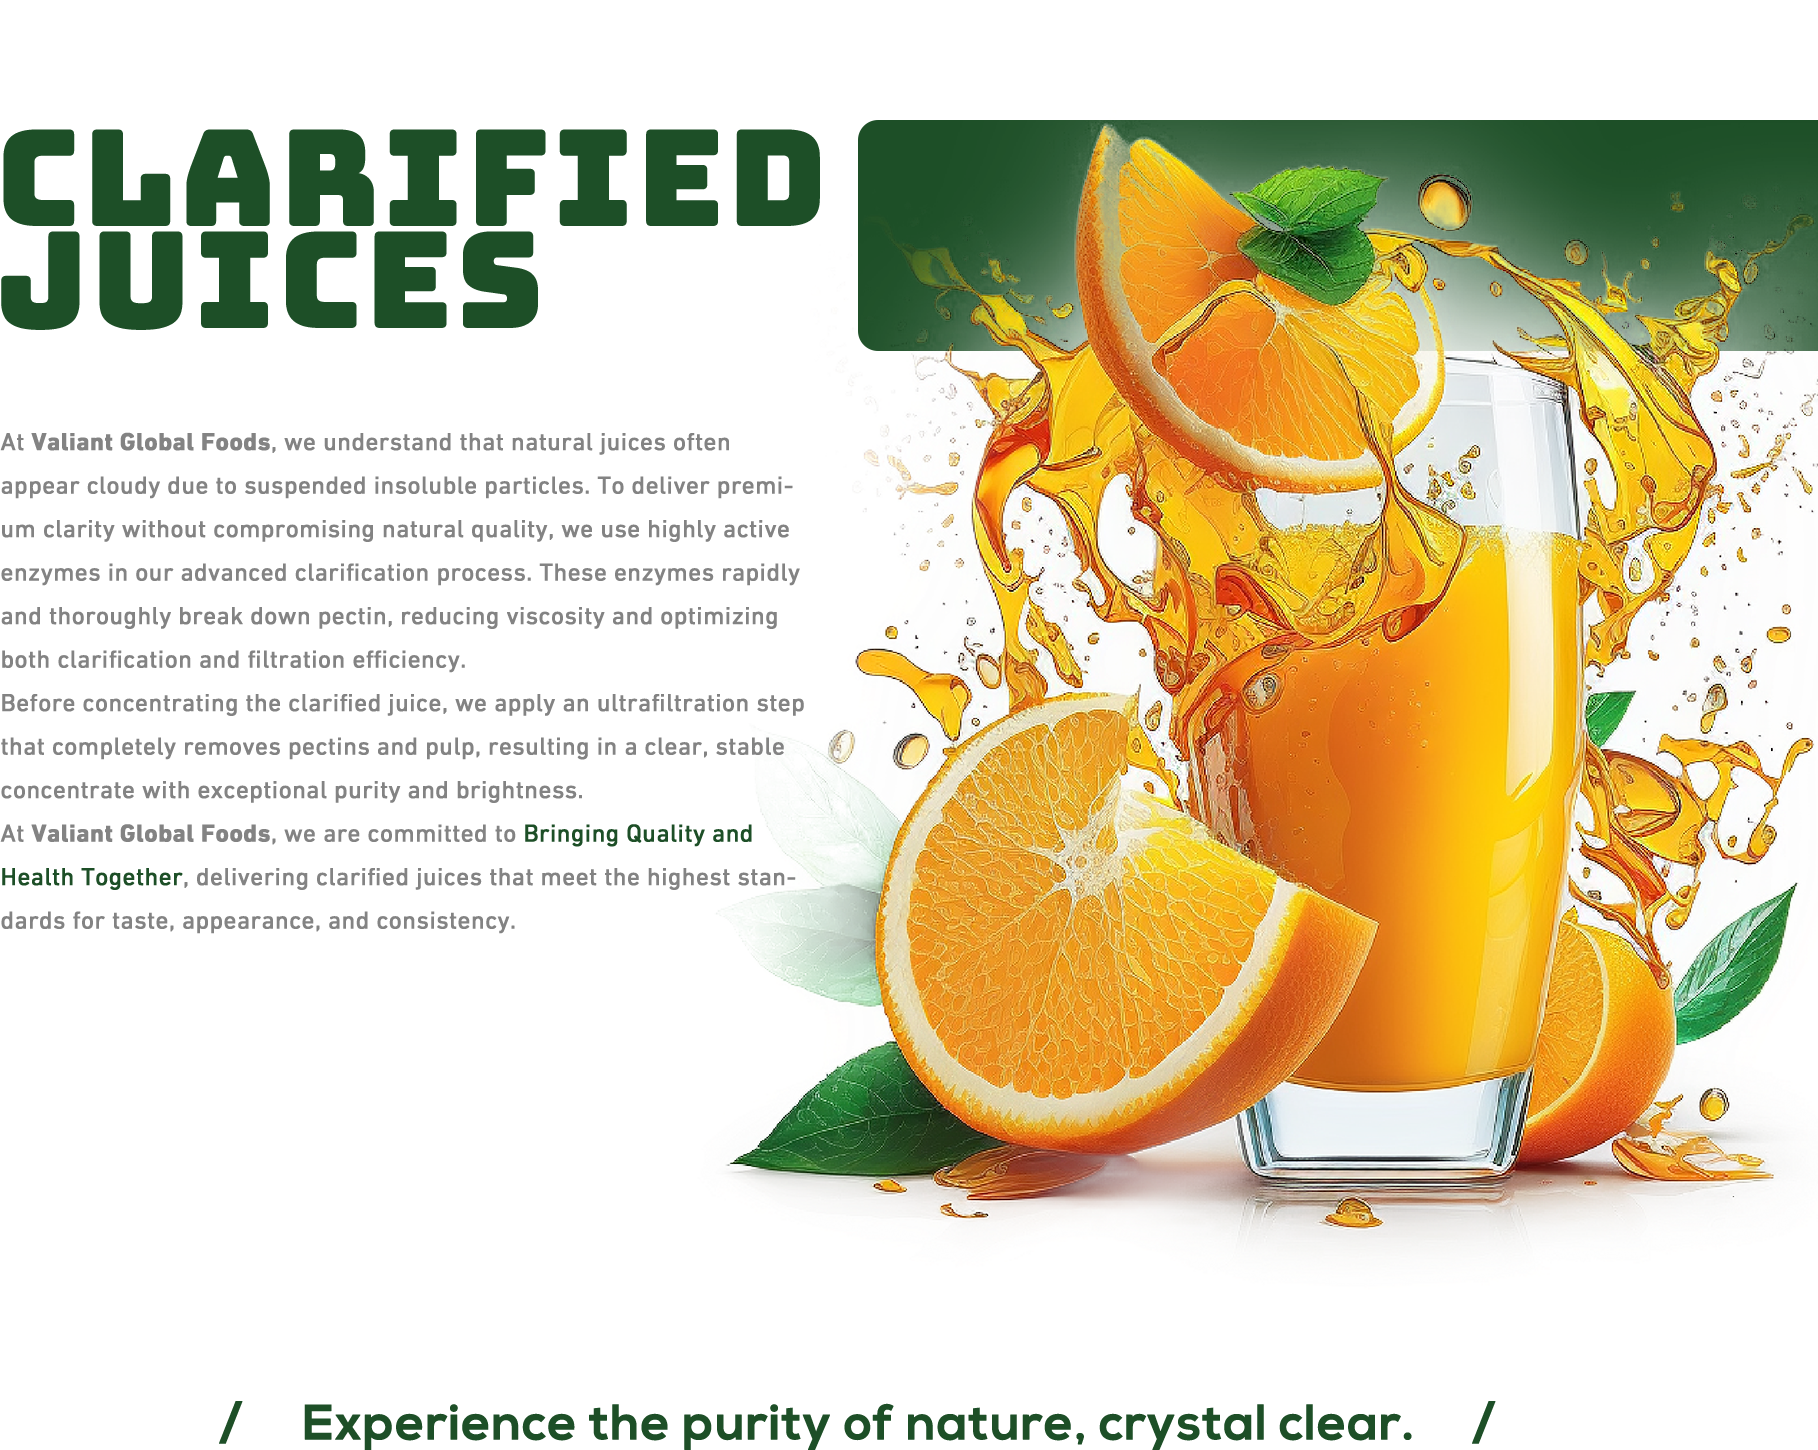 CLARIFIED
JUICES
At Valiant Global Foods, we understand that natural juices often
appear cloudy due to suspended insoluble particles. To deliver premi-
um clarity without compromising natural quality, we use highly active
enzymes in our advanced clarification process. These enzymes rapidly
and thoroughly break down pectin, reducing viscosity and optimizing
both clarification and filtration efficiency.
Before concentrating the clarified juice, we apply an ultrafiltration step
that completely removes pectins and pulp, resulting in a clear, stable
concentrate with exceptional purity and brightness.
At Valiant Global Foods, we are committed to Bringing Quality and
Health Together, delivering clarified juices that meet the highest stan-
dards for taste, appearance, and consistency.
/ Experience the purity of nature, crystal clear. /